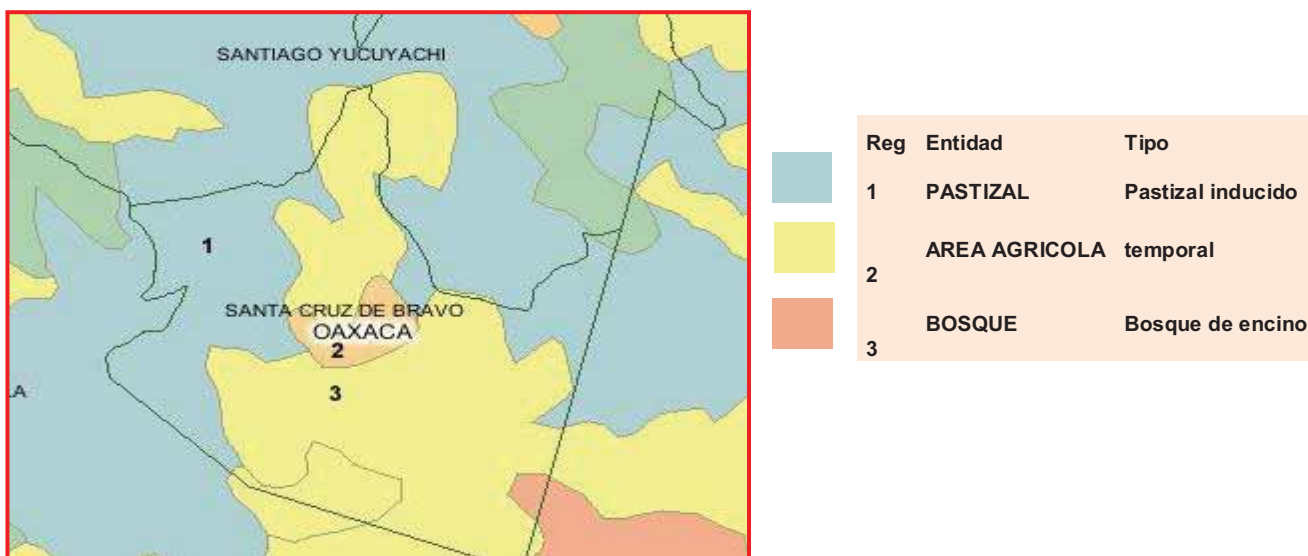 SANTIAGO YUCUYACHI
1
SANTA CRUZ DE BRAVO
OAXACA
2
3
LA
Reg Entidad Tipo
1 PASTIZAL Pastizal inducido
AREA AGRICOLA temporal
2
BOSQUE Bosque de encino
3